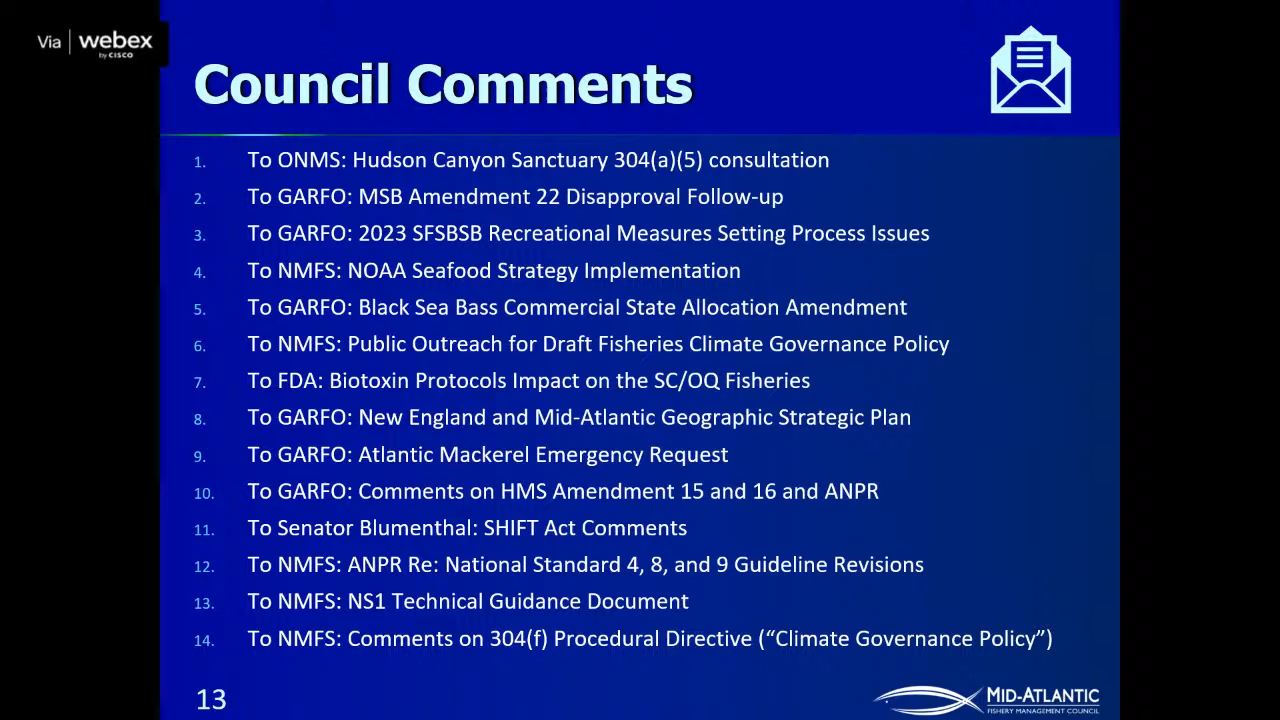 Via webex
by CISCO
Council Comments
1. To ONMS: Hudson Canyon Sanctuary 304(a)(5) consultation
2. To GARFO: MSB Amendment 22 Disapproval Follow-up
3. To GARFO: 2023 SFSBSB Recreational Measures Setting Process Issues
4. To NMFS: NOAA Seafood Strategy Implementation
5. To GARFO: Black Sea Bass Commercial State Allocation Amendment
6. To NMFS: Public Outreach for Draft Fisheries Climate Governance Policy
7. To FDA: Biotoxin Protocols Impact on the SC/OQ Fisheries
8. To GARFO: New England and Mid-Atlantic Geographic Strategic Plan
9. To GARFO: Atlantic Mackerel Emergency Request
10. To GARFO: Comments on HMS Amendment 15 and 16 and ANPR
11. To Senator Blumenthal: SHIFT Act Comments
12. To NMFS: ANPR Re: National Standard 4, 8, and 9 Guideline Revisions
13. To NMFS: NS1 Technical Guidance Document
14. To NMFS: Comments on 304(f) Procedural Directive (“Climate Governance Policy”)
13
MID-ATLANTIC
FISHERY MANAGEMENT COUNCIL